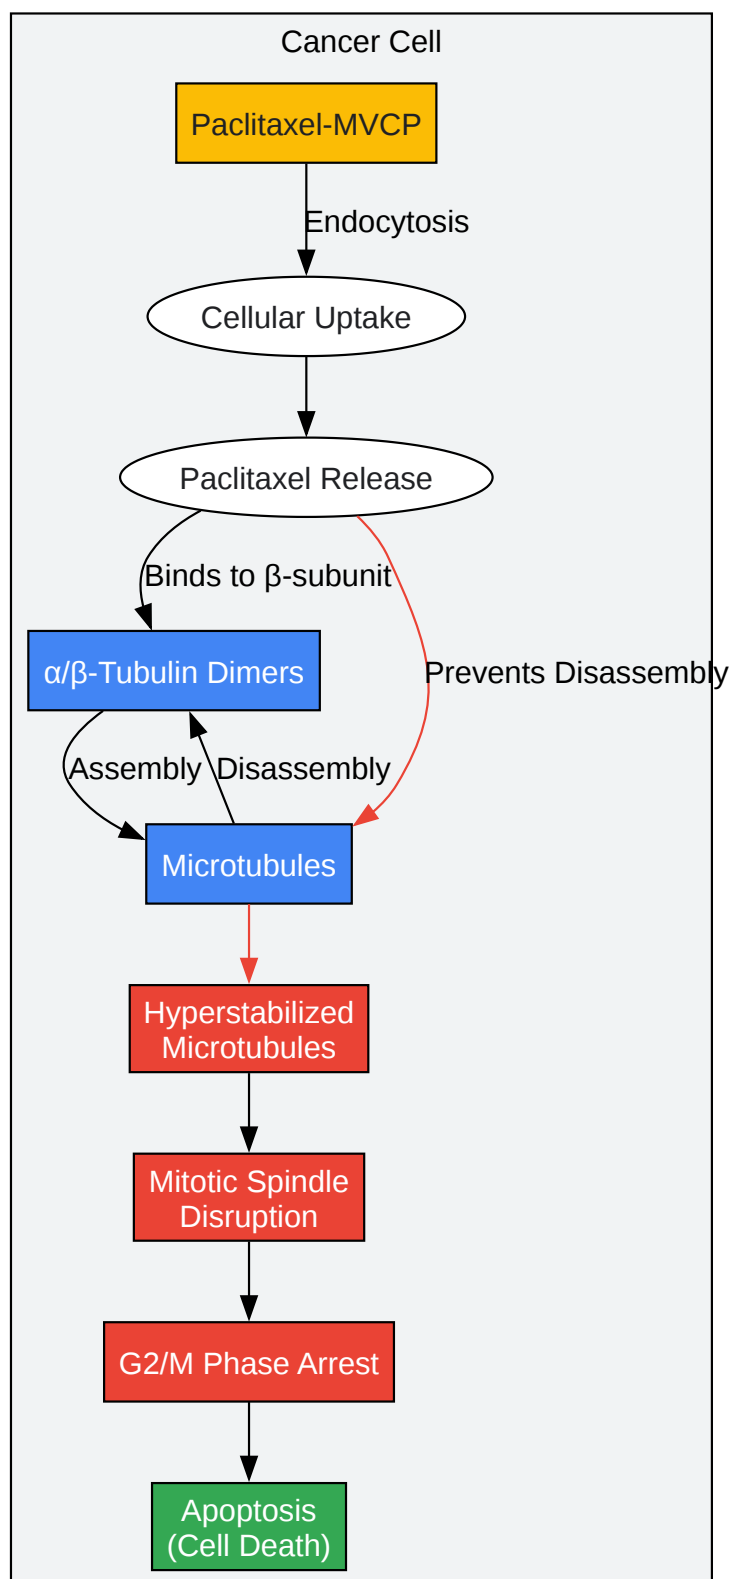 Cancer Cell
Paclitaxel-MVCP
Endocytosis
Cellular Uptake
Paclitaxel Release
Binds to β-subunit
α/β-Tubulin Dimers
Prevents Disassembly
Assembly
Disassembly
Microtubules
Hyperstabilized
Microtubules
Mitotic Spindle
Disruption
G2/M Phase Arrest
Apoptosis
(Cell Death)